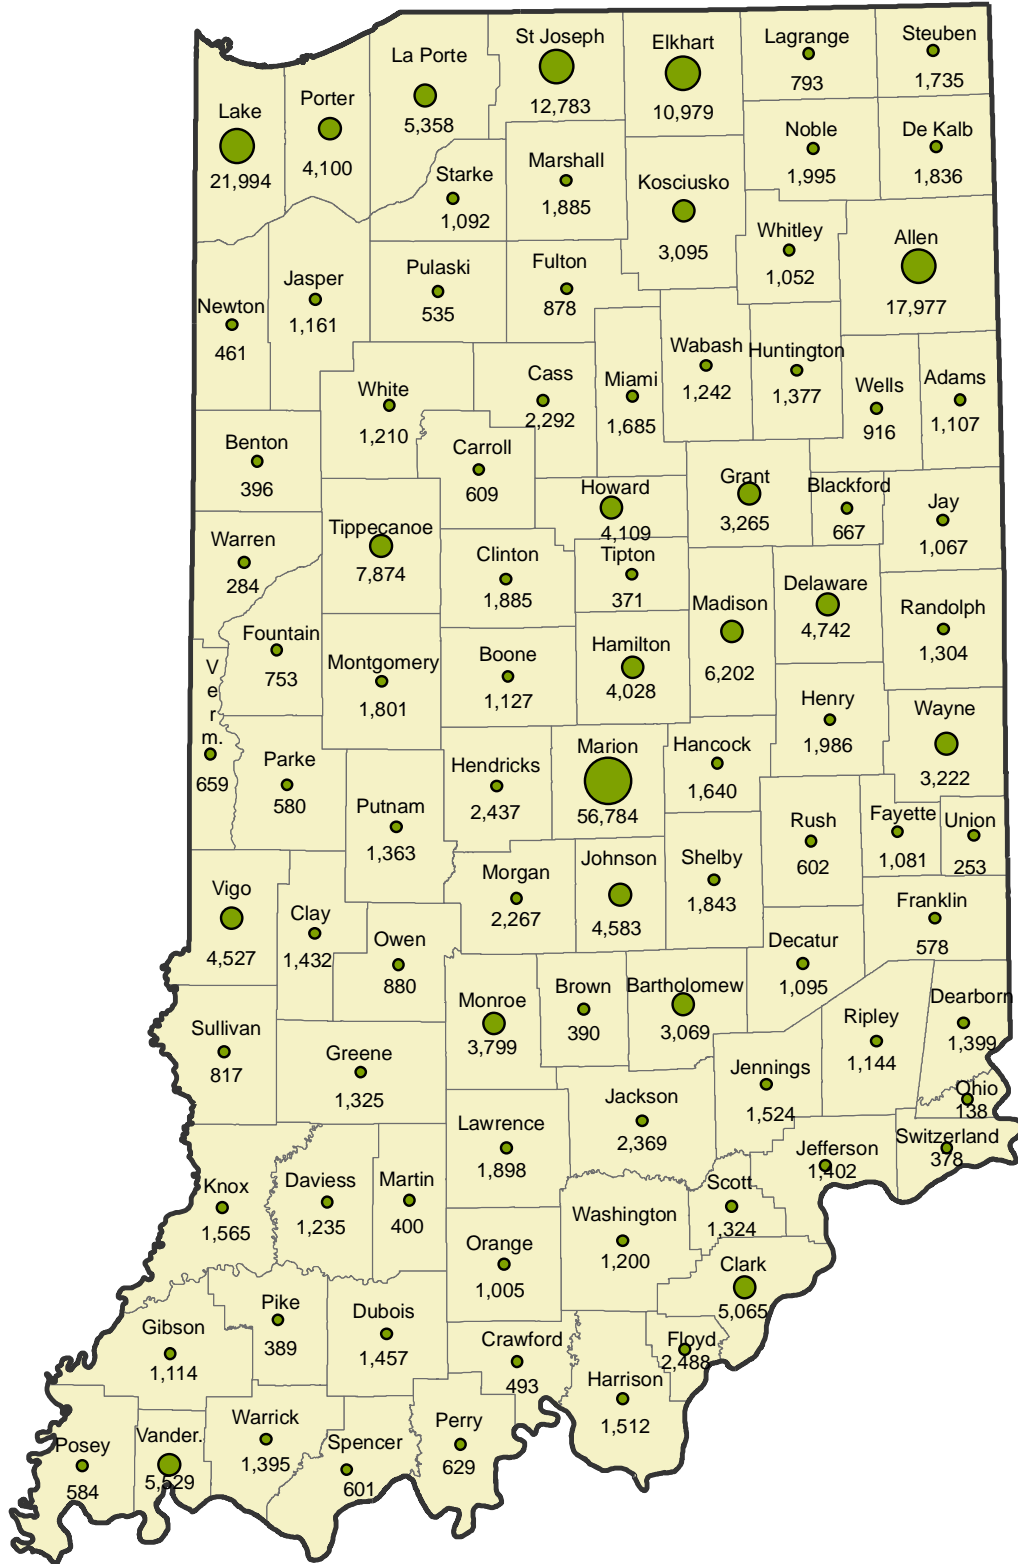 St Joseph
12,783
Elkhart
10,979
Lagrange
793
Steuben
1,735
La Porte
5,358
Porter
4,100
Lake
21,994
Noble
1,995
De Kalb
1,836
Starke
1,092
Marshall
1,885
Kosciusko
3,095
Whitley
1,052
Allen
17,977
Newton
461
Jasper
1,161
Pulaski
535
Fulton
878
White
1,210
Cass
2,292
Miami
1,685
Wabash
1,242
Huntington
1,377
Wells
916
Adams
1,107
Benton
396
Carroll
609
Howard
4,109
Grant
3,265
Blackford
667
Jay
1,067
Warren
284
Tippecanoe
7,874
Clinton
1,885
Tipton
371
Madison
6,202
Delaware
4,742
Randolph
1,304
Fountain
753
V
e
r
m.
659
Montgomery
1,801
Boone
1,127
Hamilton
4,028
Henry
1,986
Wayne
3,222
Parke
580
Putnam
1,363
Hendricks
2,437
Marion
56,784
Hancock
1,640
Rush
602
Fayette
1,081
Union
253
Vigo
4,527
Clay
1,432
Owen
880
Morgan
2,267
Johnson
4,583
Shelby
1,843
Franklin
578
Decatur
1,095
Sullivan
817
Greene
1,325
Monroe
3,799
Brown
390
Bartholomew
3,069
Jennings
1,524
Ripley
1,144
Dearborn
1,399
Ohio
138
Switzerland
378
Jefferson
1,402
Jackson
2,369
Lawrence
1,898
Knox
1,565
Daviess
1,235
Martin
400
Orange
1,005
Washington
1,200
Scott
1,324
Clark
5,065
Floyd
2,488
Harrison
1,512
Crawford
493
Gibson
1,114
Pike
389
Dubois
1,457
Posey
584
Vander.
5,529
Warrick
1,395
Spencer
601
Perry
629